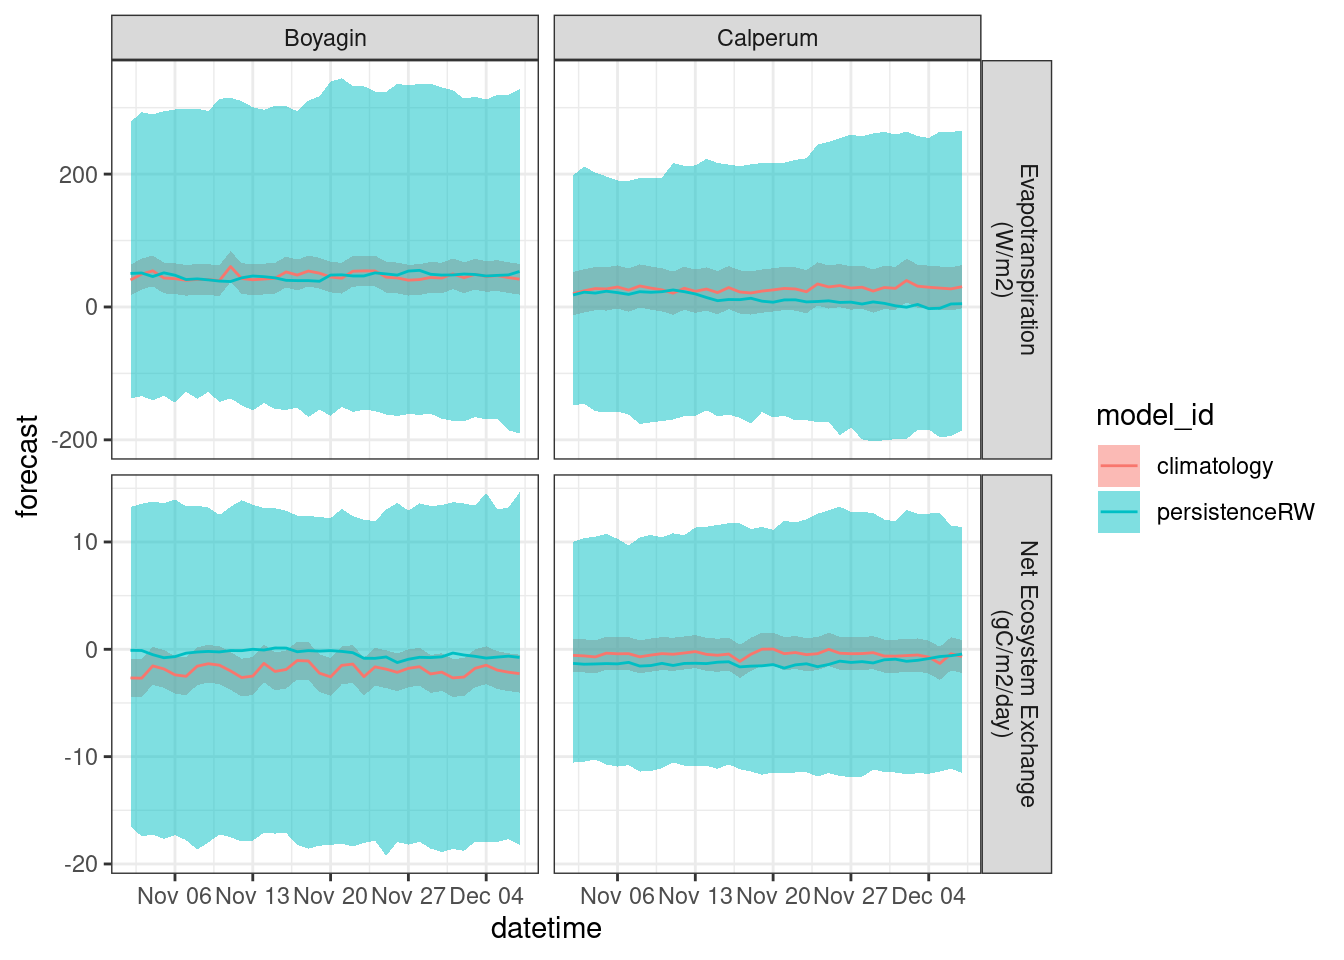 Boyagin
Calperum
200
0
-200
Evapotranspiration
(W/m2)
10
0
-10
-20
Net Ecosystem Exchange
(gC/m2/day)
forecast
Nov 06 Nov 13 Nov 20 Nov 27 Dec 04
Nov 06 Nov 13 Nov 20 Nov 27 Dec 04
datetime
model_id
climatology
persistenceRW